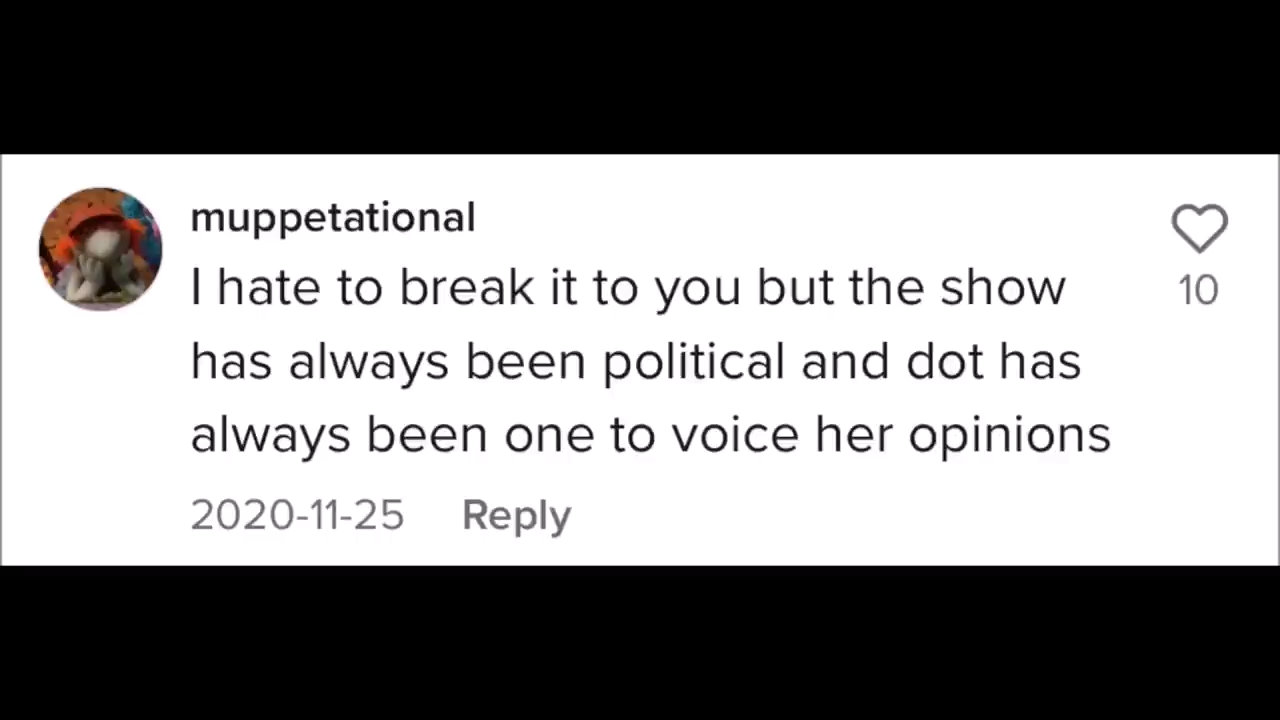 muppetational
I hate to break it to you but the show
has always been political and dot has
always been one to voice her opinions
2020-11-25 Reply
10